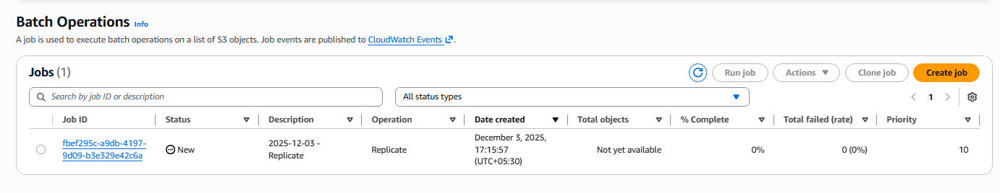 Batch Operations Info
A job is used to execute batch operations on a list of S3 objects. Job events are published to CloudWatch Events.
Jobs (1)
Run job
Actions
Clone job
Create job
Search by job ID or description
All status types
1
Job ID
Status
Description
Operation
Date created
Total objects
% Complete
Total failed (rate)
Priority
fbef295c-a9db-4197-
9d09-b3e329e42c6a
New
2025-12-03 -
Replicate
Replicate
December 3, 2025,
17:15:57
(UTC+05:30)
Not yet available
0%
0 (0%)
10